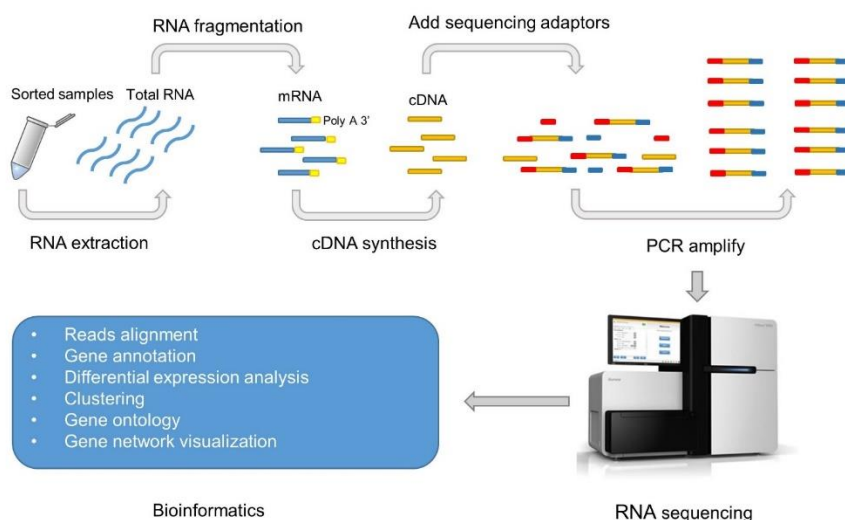 RNA fragmentation
Add sequencing adaptors
Sorted samples
Total RNA
mRNA
Poly A 3'
cDNA
RNA extraction
cDNA synthesis
PCR amplify
Reads alignment
Gene annotation
Differential expression analysis
Clustering
Gene ontology
Gene network visualization
Bioinformatics
RNA sequencing